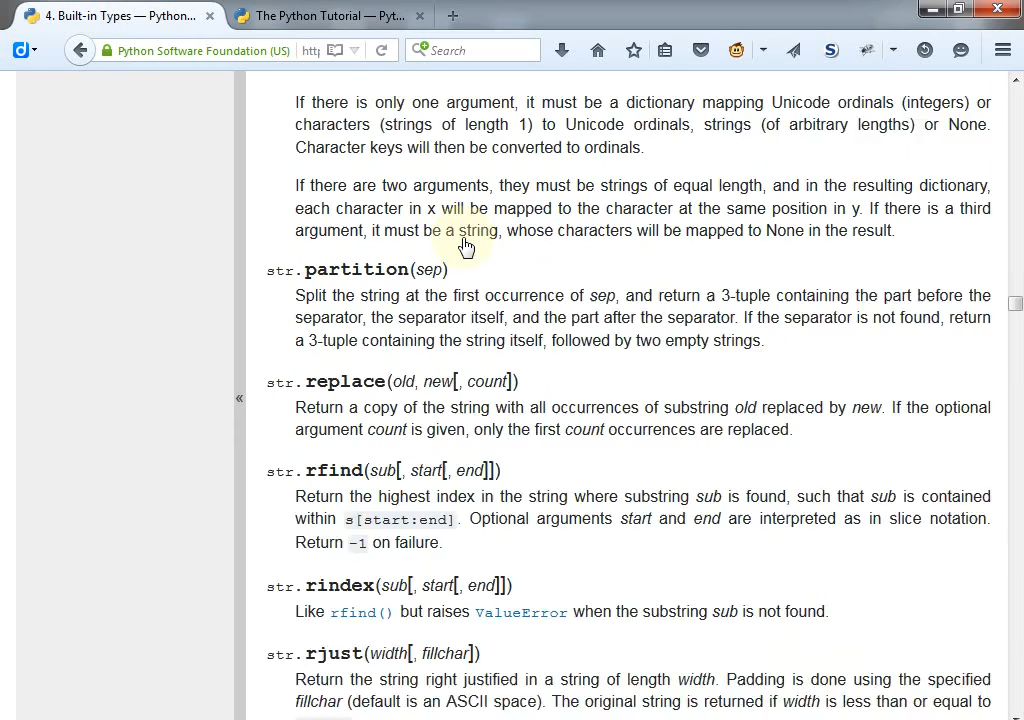 4. Built-in Types — Python...
The Python Tutorial — Pyt...
Python Software Foundation (US)
Search
If there is only one argument, it must be a dictionary mapping Unicode ordinals (integers) or
characters (strings of length 1) to Unicode ordinals, strings (of arbitrary lengths) or None.
Character keys will then be converted to ordinals.
If there are two arguments, they must be strings of equal length, and in the resulting dictionary,
each character in x will be mapped to the character at the same position in y. If there is a third
argument, it must be a string, whose characters will be mapped to None in the result.
str.partition(sep)
Split the string at the first occurrence of sep, and return a 3-tuple containing the part before the
separator, the separator itself, and the part after the separator. If the separator is not found, return
a 3-tuple containing the string itself, followed by two empty strings.
«
str.replace(old, new[, count])
Return a copy of the string with all occurrences of substring old replaced by new. If the optional
argument count is given, only the first count occurrences are replaced.
str.rfind(sub[, start[, end]])
Return the highest index in the string where substring sub is found, such that sub is contained
within s[start:end]. Optional arguments start and end are interpreted as in slice notation.
Return -1 on failure.
str.rindex(sub[, start[, end]])
Like rfind() but raises ValueError when the substring sub is not found.
str.rjust(width[, fillchar])
Return the string right justified in a string of length width. Padding is done using the specified
fillchar (default is an ASCII space). The original string is returned if width is less than or equal to